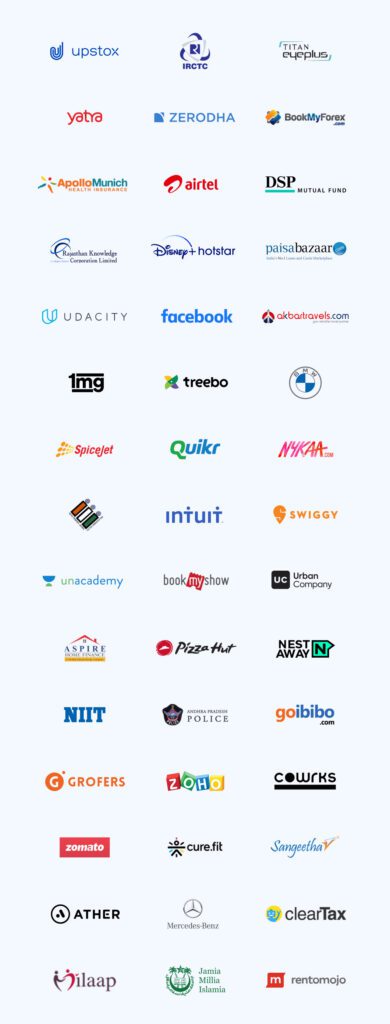 upstox
IRCTC
TITAN
eyeplus
yatra
ZERODHA
BookMyForex
.com
ApolloMunich
HEALTH INSURANCE
airtel
DSP
MUTUAL FUND
Rajasthan Knowledge
Corporation Limited
Disney+ hotstar
paisabazaar
UDACITY
facebook
akbartravels.com
1mg
treebo
BMW
SpiceJet
Quikr
NYKAA.COM
INTUIT
SWIGGY
unacademy
bookmyshow
UC
Urban
Company
ASPIRE
HOME FINANCE
Pizza Hut
NEST
AWAY N
NIIT
ANDHRA PRADESH
POLICE
goibibo
.com
G
GROFERS
ZOHO
COWRKS
zomato
cure.fit
Sangeetha
ATHER
Mercedes-Benz
clearTax
Milaap
Jamia
Millia
Islamia
rentomojo